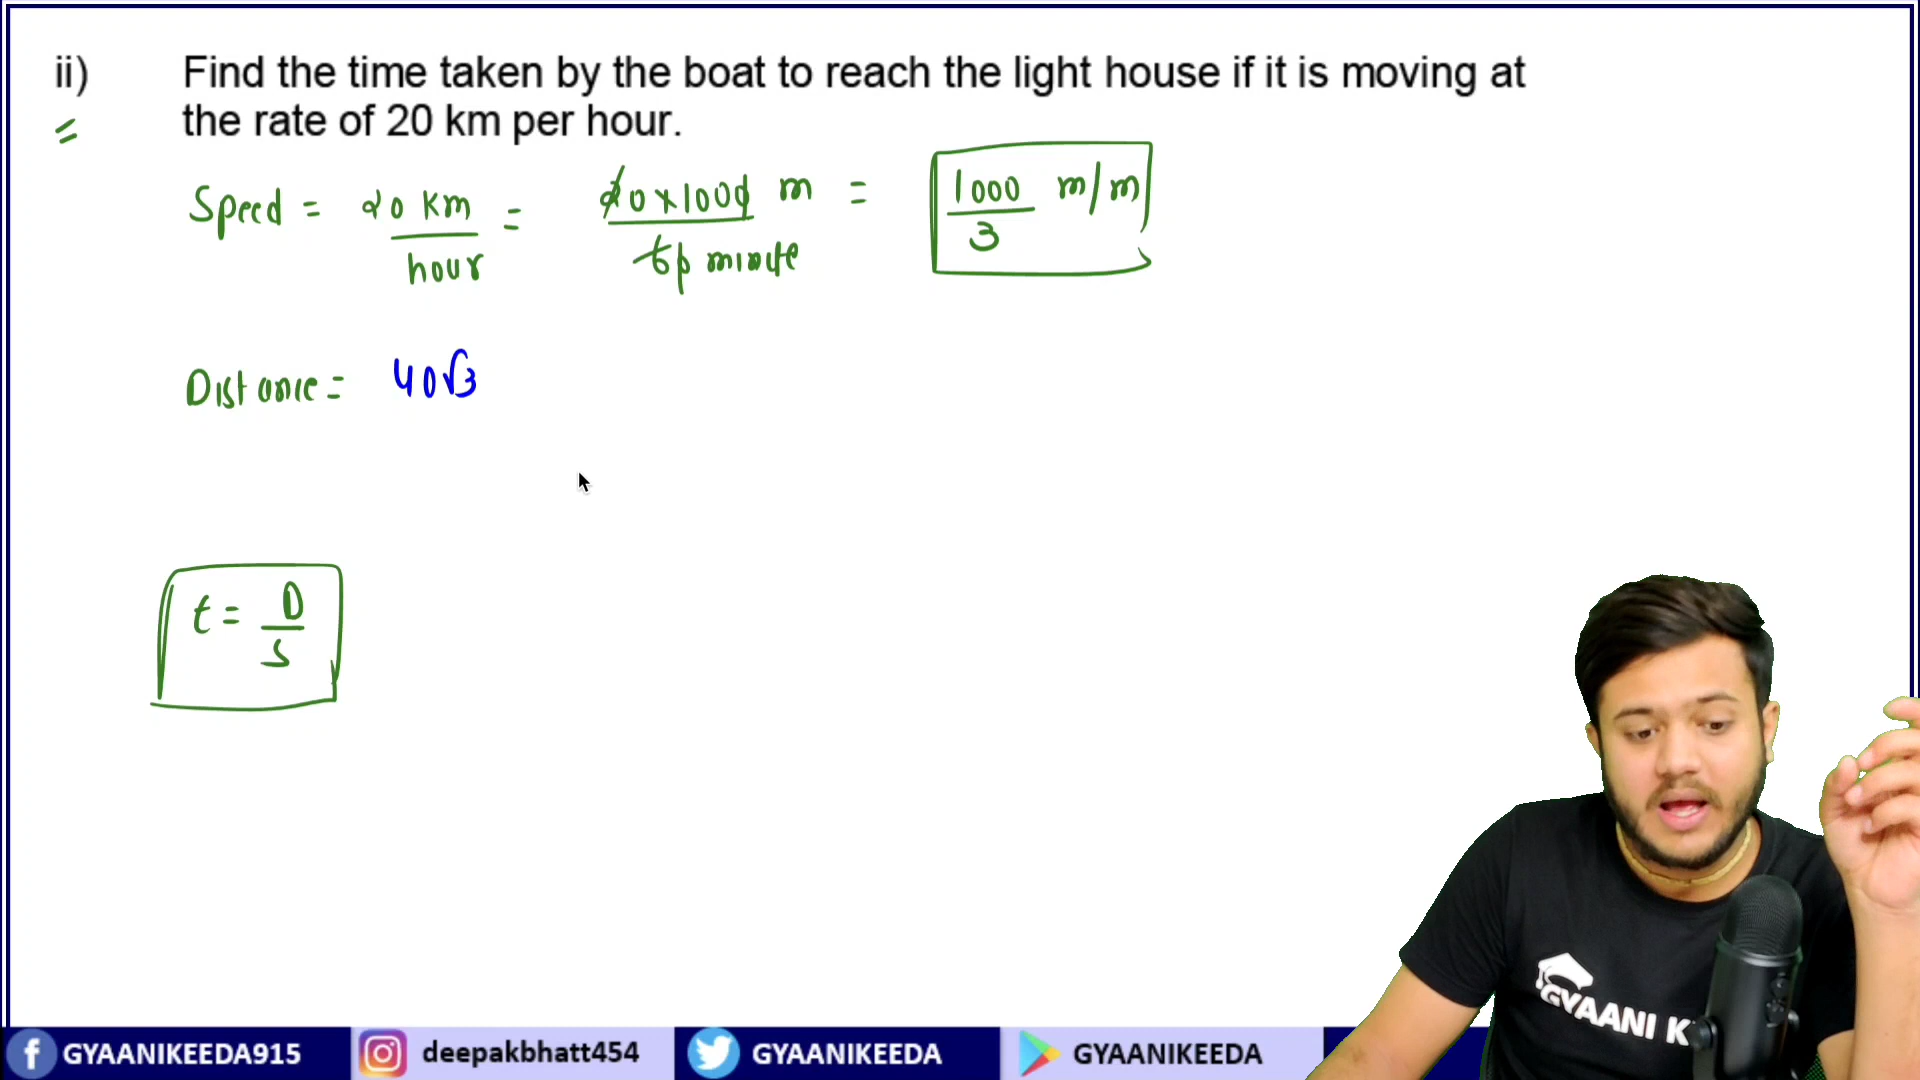 ii) Find the time taken by the boat to reach the light house if it is moving at
the rate of 20 km per hour.
Speed = 20 km / hour = 20 x 1000 m / 60 minute = 1000 / 3 m/m
Distance = 40√3
t = D / s
GYAANI K
GYAANIKEEDA915 deepakbhatt454 GYAANIKEEDA GYAANIKEEDA